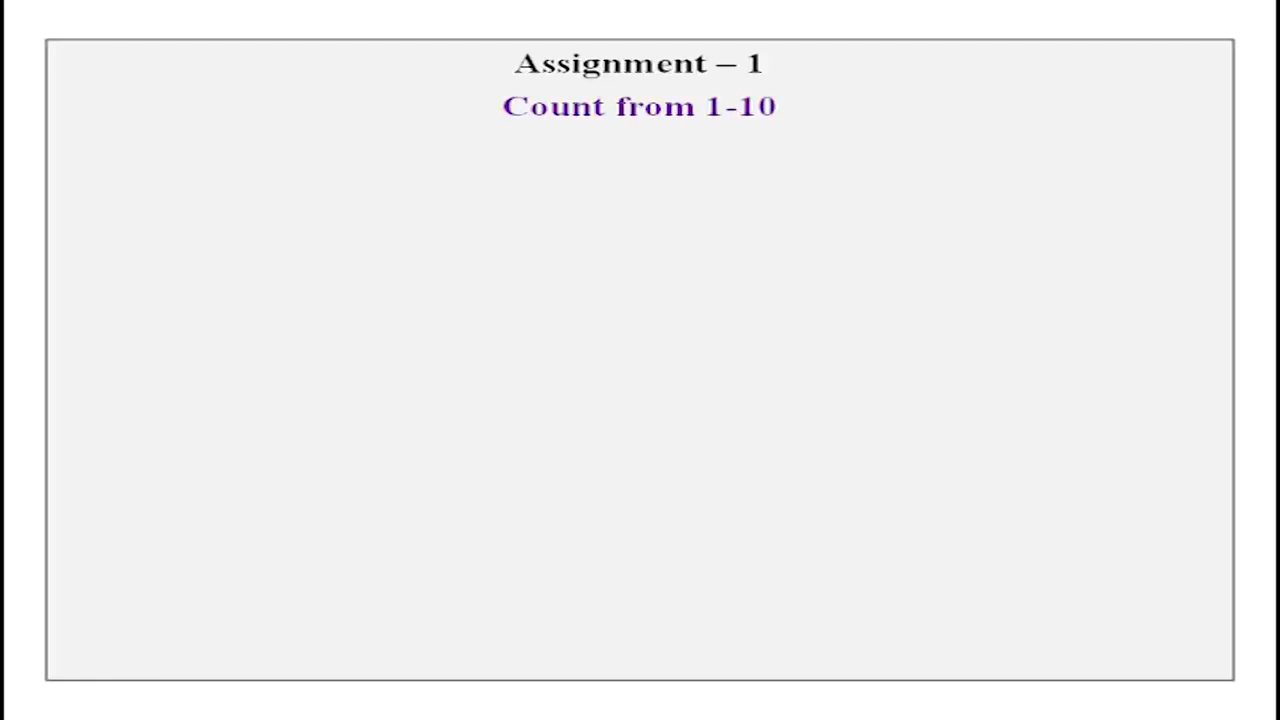 Assignment – 1
Count from 1-10